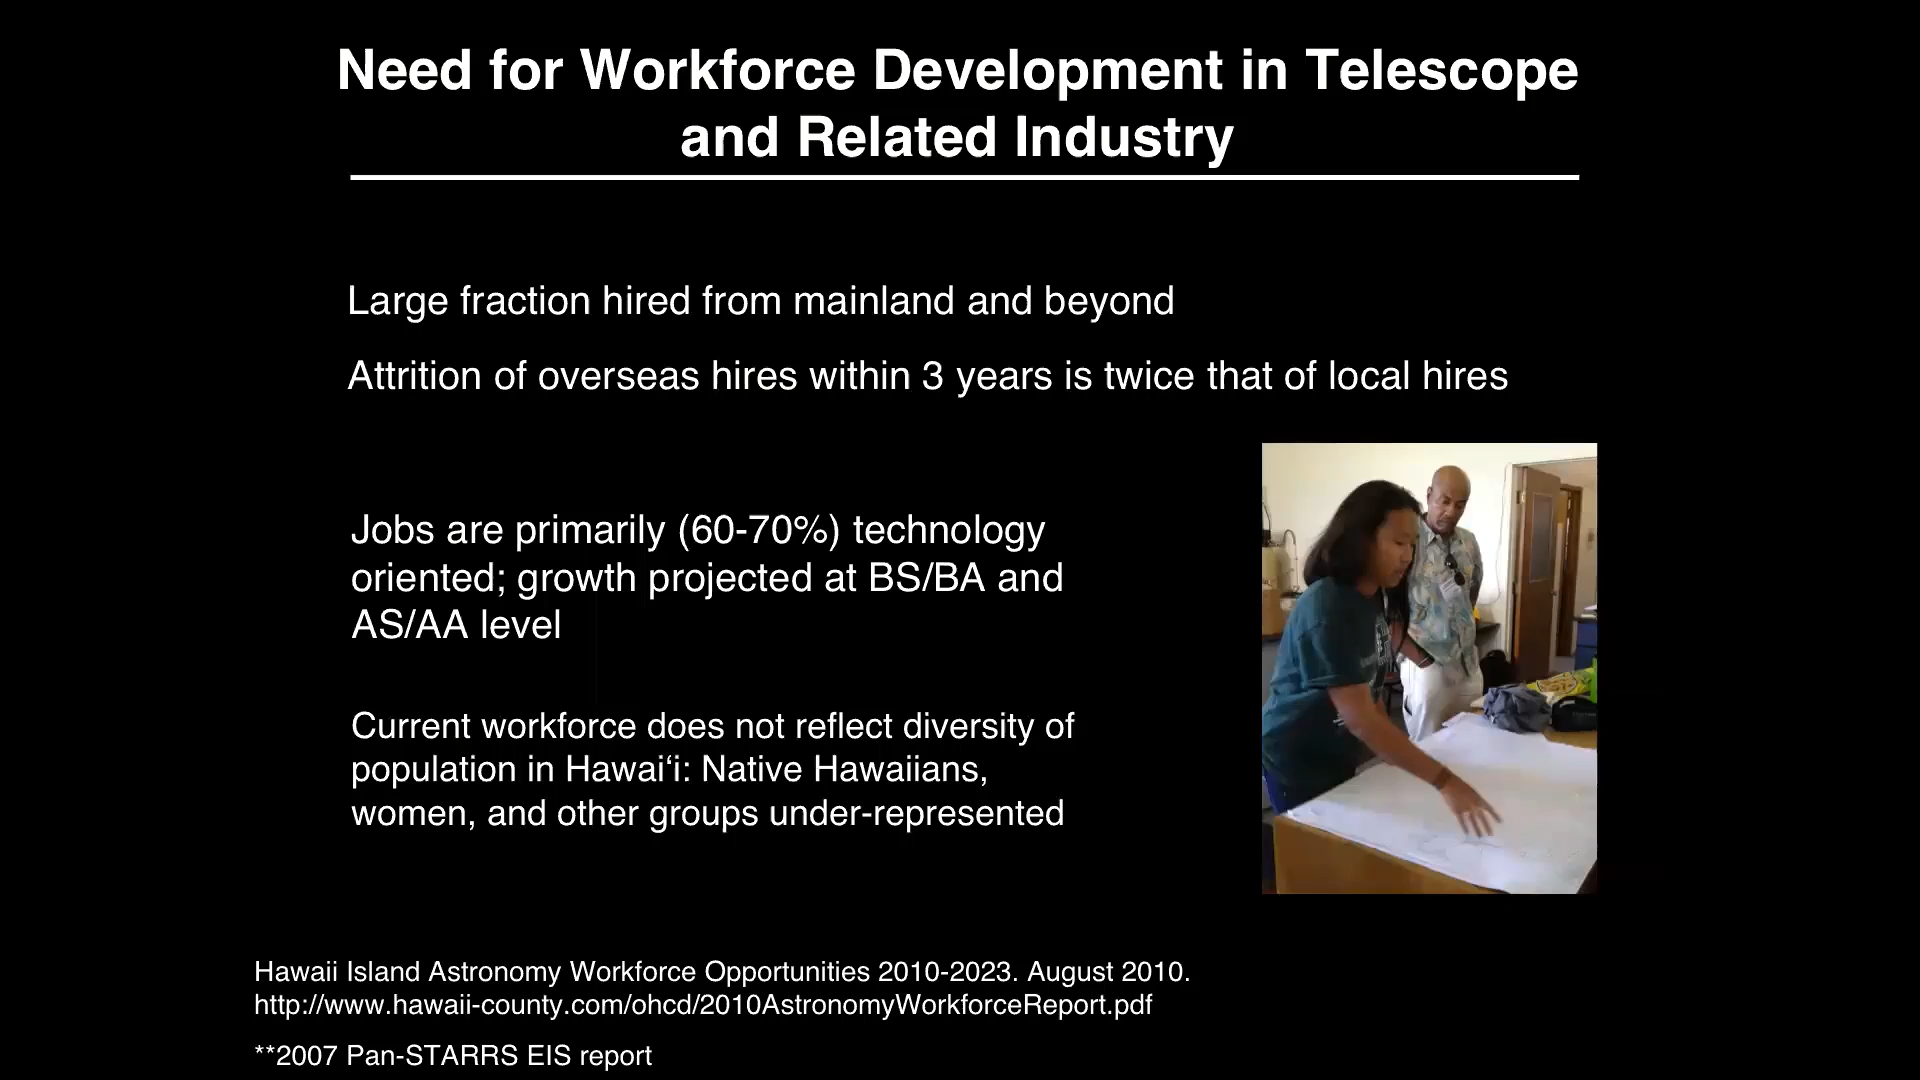 Need for Workforce Development in Telescope
and Related Industry
Large fraction hired from mainland and beyond
Attrition of overseas hires within 3 years is twice that of local hires
Jobs are primarily (60-70%) technology
oriented; growth projected at BS/BA and
AS/AA level
Current workforce does not reflect diversity of
population in Hawai‘i: Native Hawaiians,
women, and other groups under-represented
Hawaii Island Astronomy Workforce Opportunities 2010-2023. August 2010.
http://www.hawaii-county.com/ohcd/2010AstronomyWorkforceReport.pdf
**2007 Pan-STARRS EIS report